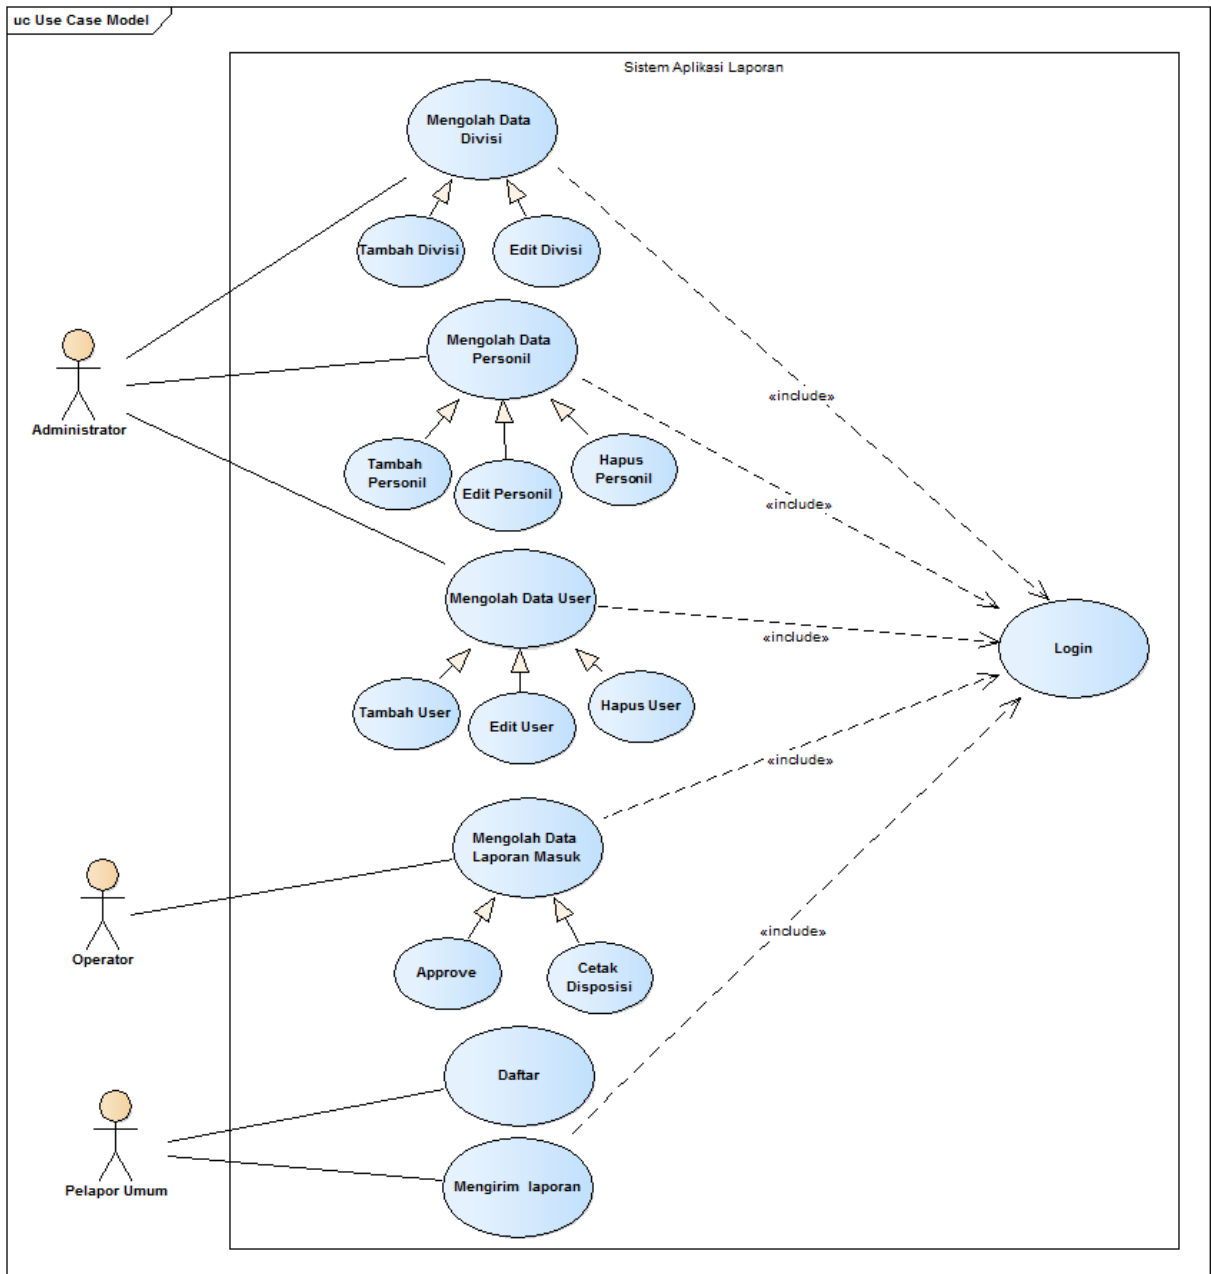 uc Use Case Model
Sistem Aplikasi Laporan
Mengolah Data
Divisi
Tambah Divisi
Edit Divisi
Mengolah Data
Personil
Administrator
«include»
Tambah
Personil
Edit Personil
Hapus
Personil
«include»
Mengolah Data User
«include»
Login
Tambah User
Edit User
Hapus User
«include»
Mengolah Data
Laporan Masuk
Operator
«include»
Approve
Cetak
Disposisi
Daftar
Pelapor Umum
Mengirim laporan